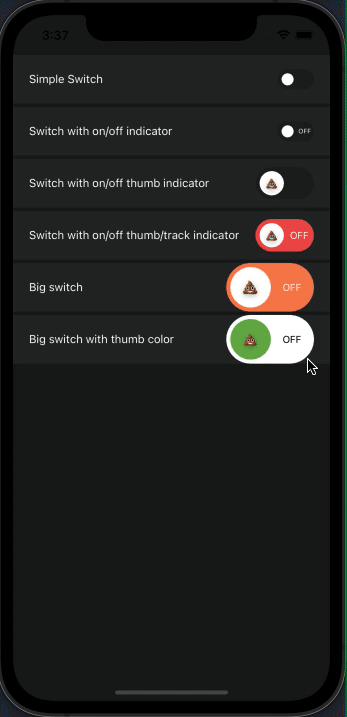 3:37
Simple Switch
Switch with on/off indicator OFF
Switch with on/off thumb indicator
Switch with on/off thumb/track indicator OFF
Big switch OFF
Big switch with thumb color OFF